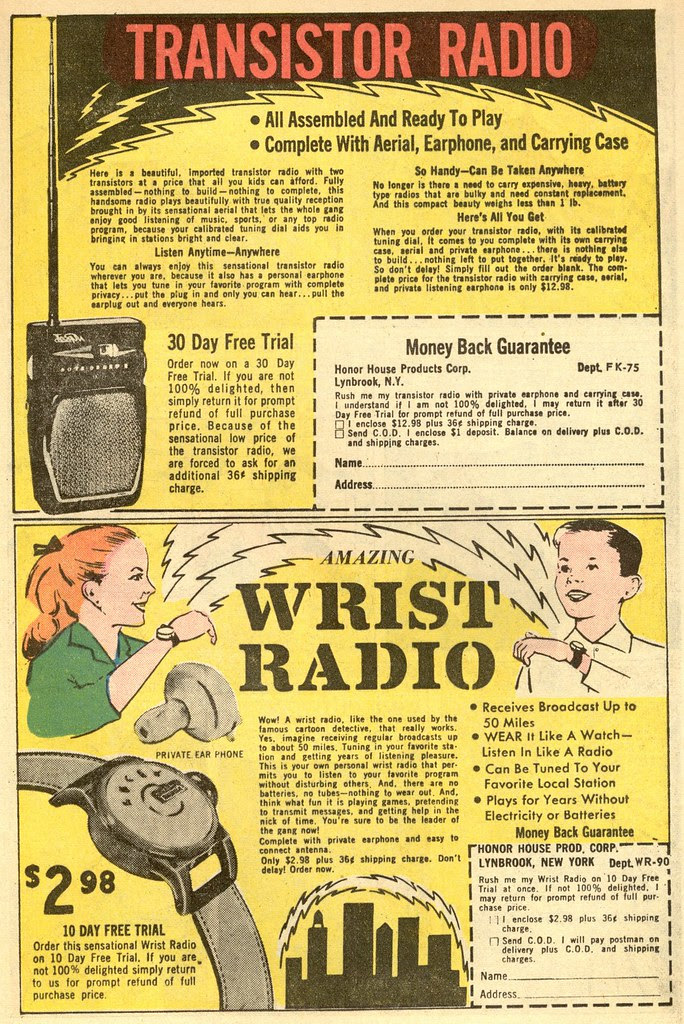 TRANSISTOR RADIO
• All Assembled And Ready To Play
• Complete With Aerial, Earphone, and Carrying Case
Here is a beautiful, imported transistor radio with two
transistors at a price that all you kids can afford. Fully
assembled—nothing to build—nothing to complete, this
handsome radio plays beautifully with true quality reception
brought in by its sensational aerial that lets the whole gang
enjoy good listening of music, sports, or any top radio
program, because your calibrated tuning dial aids you in
bringing in stations bright and clear.
Listen Anytime—Anywhere
You can always enjoy this sensational transistor radio
wherever you are, because it also has a personal earphone
that lets you tune in your favorite program with complete
privacy...put the plug in and only you can hear...pull the
earplug out and everyone hears.
So Handy—Can Be Taken Anywhere
No longer is there a need to carry expensive, heavy, battery
type radios that are bulky and need constant replacement.
And this compact beauty weighs less than 1 lb.
Here's All You Get
When you order your transistor radio, with its calibrated
tuning dial, it comes to you complete with its own carrying
case, aerial and private earphone...there is nothing else
to build...nothing left to put together. It's ready to play.
So don't delay! Simply fill out the order blank. The com-
plete price for the transistor radio with carrying case, aerial,
and private listening earphone is only $12.98.
30 Day Free Trial
Order now on a 30 Day
Free Trial. If you are not
100% delighted, then
simply return it for prompt
refund of full purchase
price. Because of the
sensational low price of
the transistor radio, we
are forced to ask for an
additional 36¢ shipping
charge.
Money Back Guarantee
Honor House Products Corp. Dept. FK-75
Lynbrook, N.Y.
Rush me my transistor radio with private earphone and carrying case.
I understand if I am not 100% delighted, I may return it after 30
Day Free Trial for prompt refund of full purchase price.
I enclose $12.98 plus 36¢ shipping charge.
Send C.O.D. I enclose $1 deposit. Balance on delivery plus C.O.D.
and shipping charges.
Name
Address
AMAZING
WRIST
RADIO
PRIVATE EAR PHONE
Wow! A wrist radio, like the one used by the
famous cartoon detective, that really works.
Yes, imagine receiving regular broadcasts up
to about 50 miles. Tuning in your favorite sta-
tion and getting years of listening pleasure.
This is your own personal wrist radio that per-
mits you to listen to your favorite program
without disturbing others. And, there are no
batteries, no tubes—nothing to wear out. And,
think what fun it is playing games, pretending
to transmit messages, and getting help in the
nick of time. You're sure to be the leader of
the gang now!
Complete with private earphone and easy to
connect antenna.
Only $2.98 plus 36¢ shipping charge. Don't
delay! Order now.
• Receives Broadcast Up to
50 Miles
• WEAR It Like A Watch—
Listen In Like A Radio
• Can Be Tuned To Your
Favorite Local Station
• Plays for Years Without
Electricity or Batteries
$2 98
10 DAY FREE TRIAL
Order this sensational Wrist Radio
on 10 Day Free Trial. If you are
not 100% delighted simply return
to us for prompt refund of full
purchase price.
Money Back Guarantee
HONOR HOUSE PROD. CORP.
LYNBROOK, NEW YORK Dept. WR-90
Rush me my Wrist Radio on 10 Day Free
Trial at once. If not 100% delighted, I
may return for prompt refund of full pur-
chase price.
I enclose $2.98 plus 36¢ shipping
charge.
Send C.O.D. I will pay postman on
delivery plus C.O.D. and shipping
charges.
Name
Address